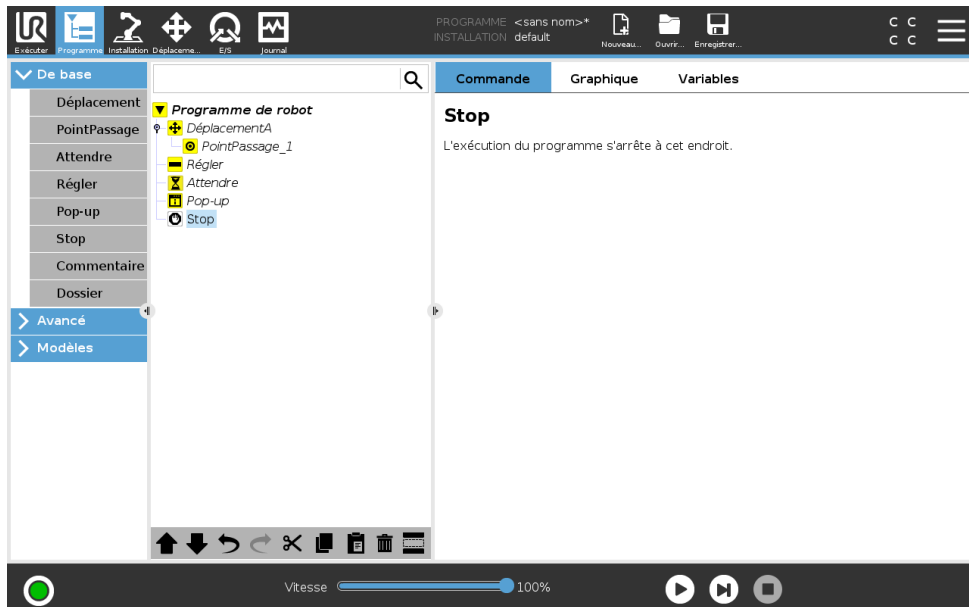 PROGRAMME <sans nom>*
INSTALLATION default
UR
Exécuter Programme Installation Déplaceme... E/S Journal
Nouveau... Ouvrir... Enregistrer...
C C
C C
De base
Déplacement
PointPassage
Attendre
Régler
Pop-up
Stop
Commentaire
Dossier
Avancé
Modèles
Programme de robot
DéplacementA
PointPassage_1
Régler
Attendre
Pop-up
Stop
Commande Graphique Variables
Stop
L'exécution du programme s'arrête à cet endroit.
Vitesse 100%